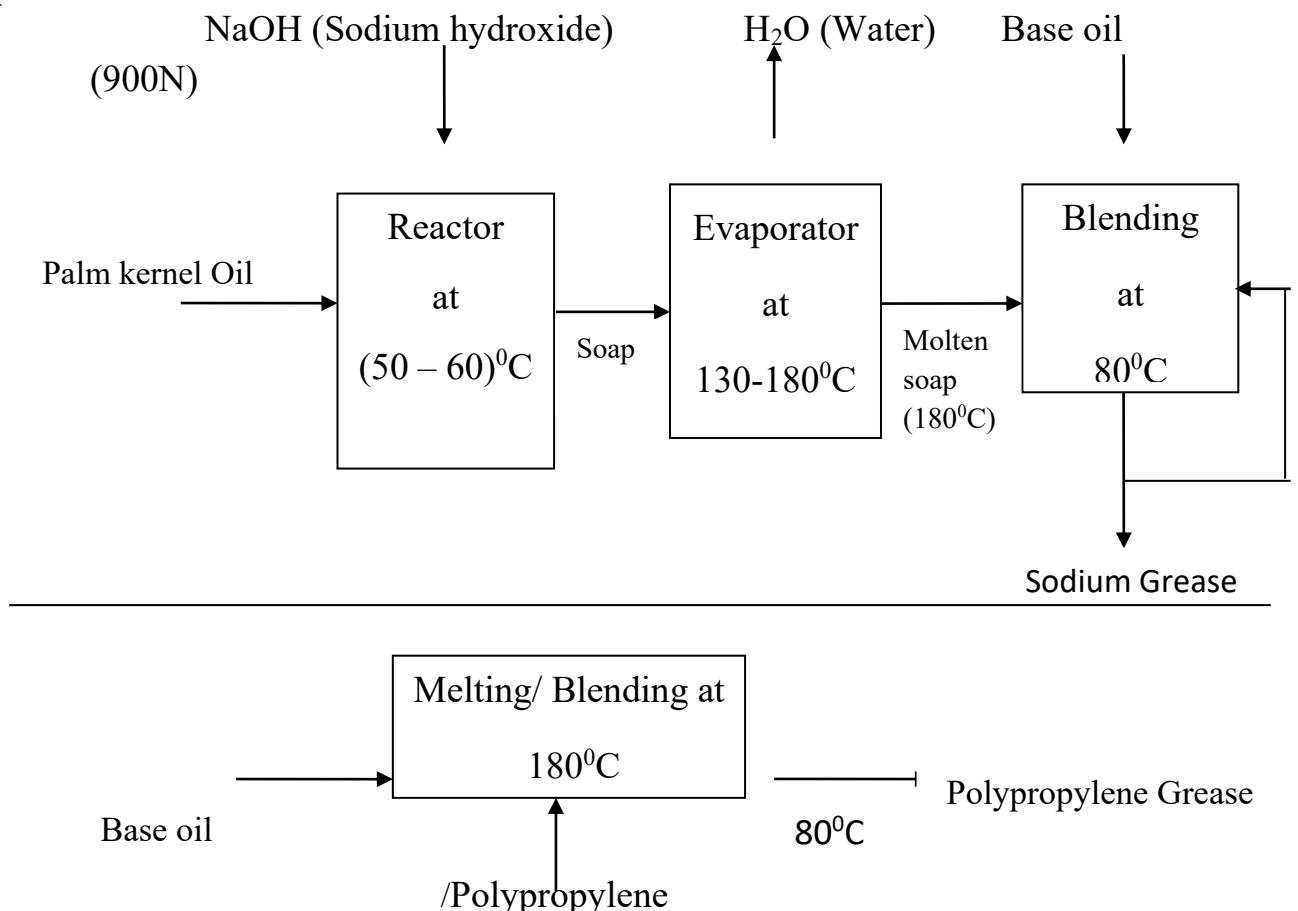 NaOH (Sodium hydroxide)
(900N)
H₂O (Water)
Base oil
Palm kernel Oil
Reactor
at
(50 – 60)⁰C
Soap
Evaporator
at
130-180⁰C
Molten
soap
(180⁰C)
Blending
at
80⁰C
Sodium Grease
Melting/ Blending at
180⁰C
Base oil
80⁰C
Polypropylene Grease
/Polypropylene